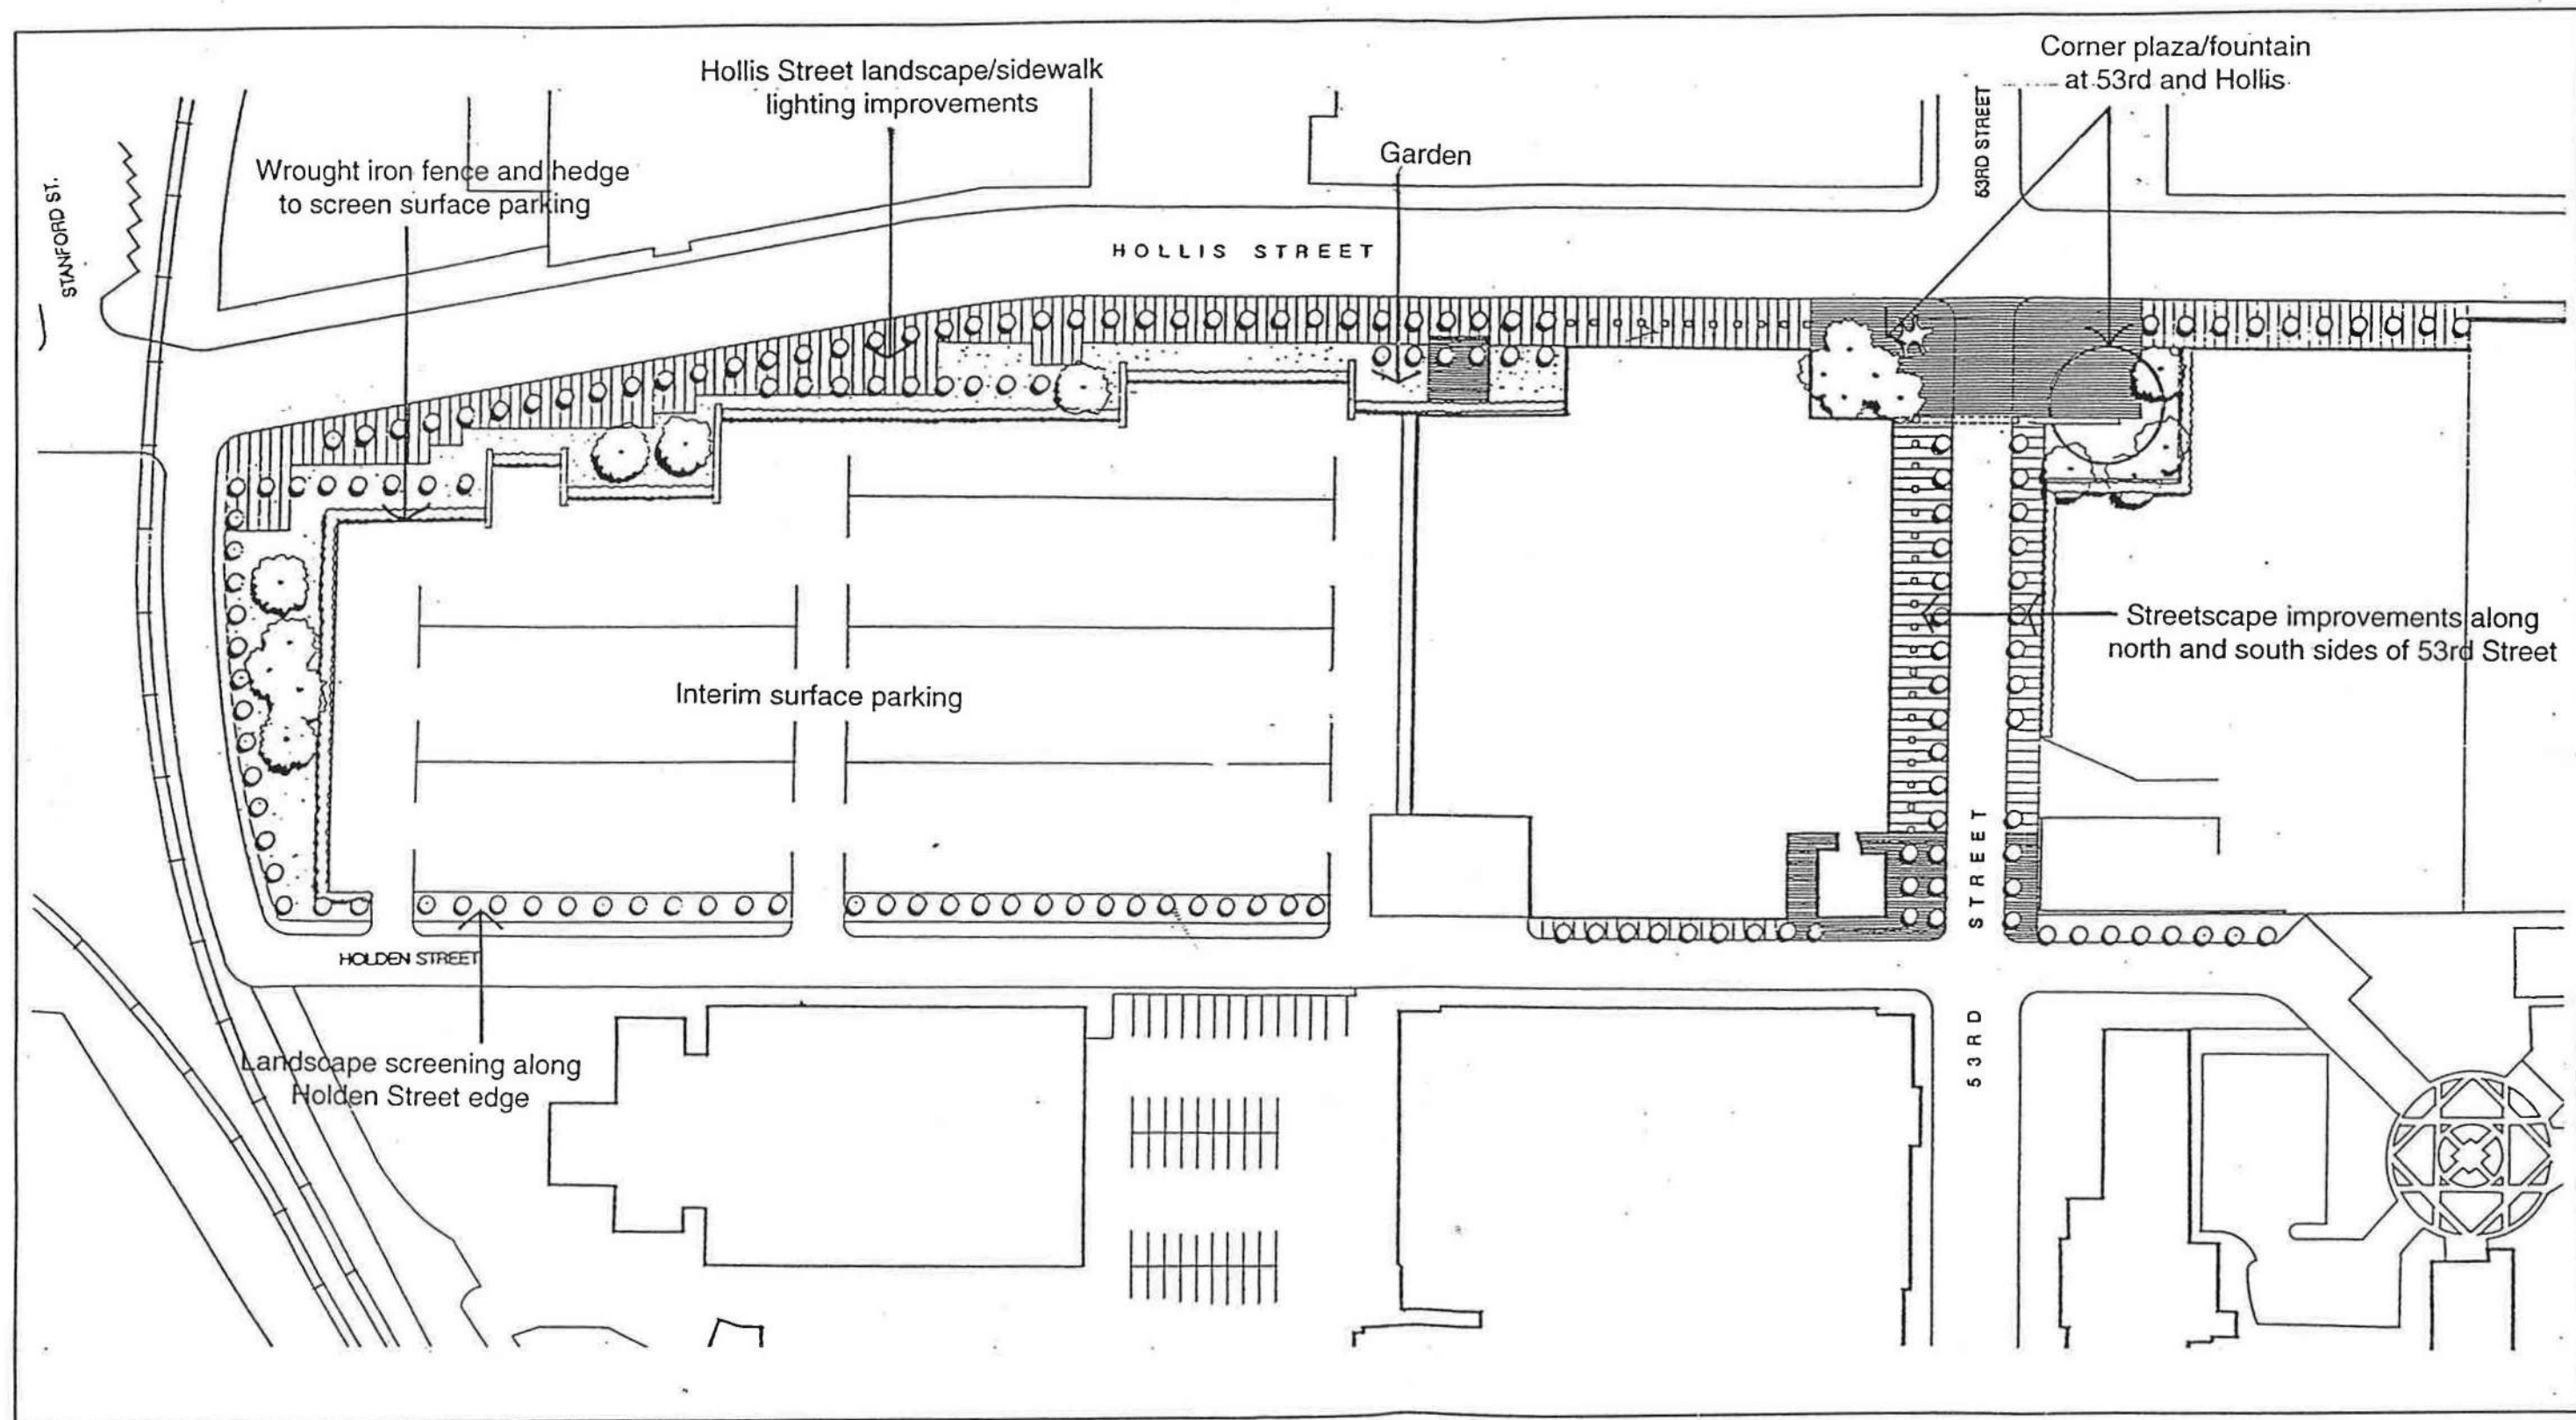 Corner plaza/fountain
at 53rd and Hollis
Hollis Street landscape/sidewalk
lighting improvements
53RD STREET
Garden
Wrought iron fence and hedge
to screen surface parking
STANFORD ST.
HOLLIS STREET
Streetscape improvements along
north and south sides of 53rd Street
Interim surface parking
53RD STREET
HOLDEN STREET
Landscape screening along
Holden Street edge